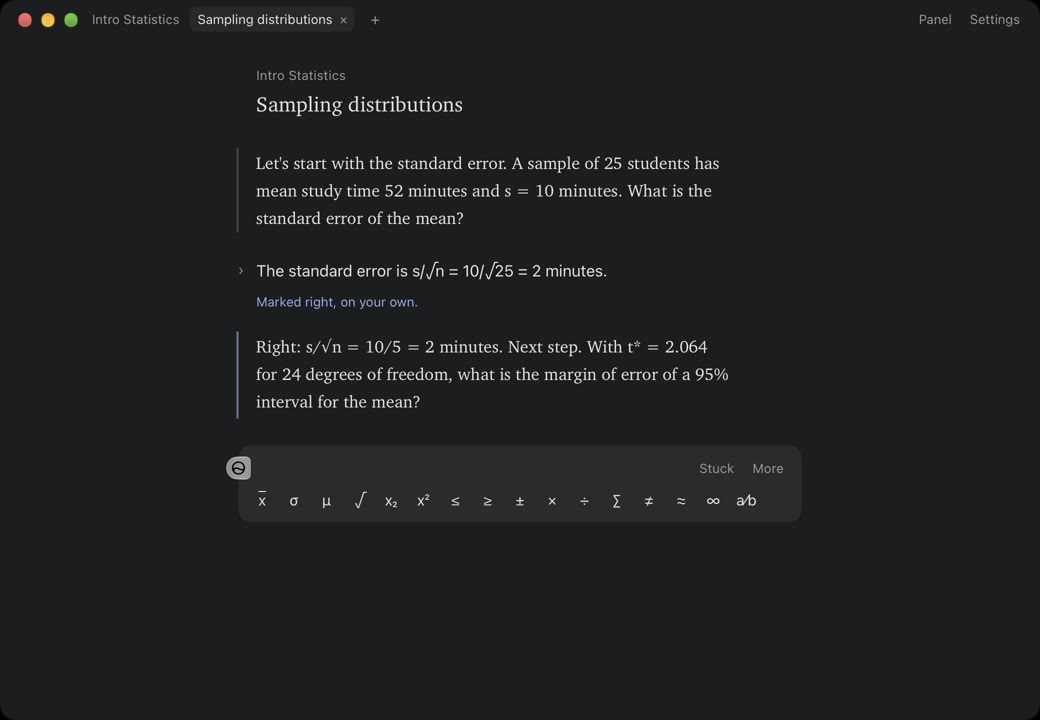 Intro Statistics
Sampling distributions ×
+
Panel
Settings
Intro Statistics
Sampling distributions
Let's start with the standard error. A sample of 25 students has
mean study time 52 minutes and s = 10 minutes. What is the
standard error of the mean?
› The standard error is s/√n = 10/√25 = 2 minutes.
Marked right, on your own.
Right: s/√n = 10/5 = 2 minutes. Next step. With t* = 2.064
for 24 degrees of freedom, what is the margin of error of a 95%
interval for the mean?
Stuck
More
x̅ σ μ √ x₂ x² ≤ ≥ ± × ÷ ∑ ≠ ≈ ∞ a/b